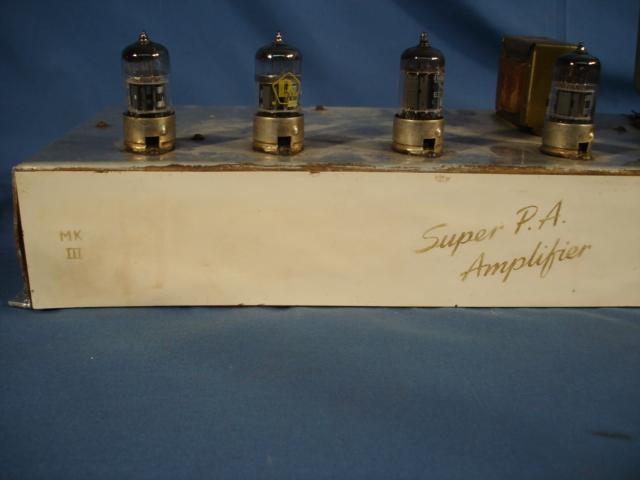 MK
III
Super P.A.
Amplifier